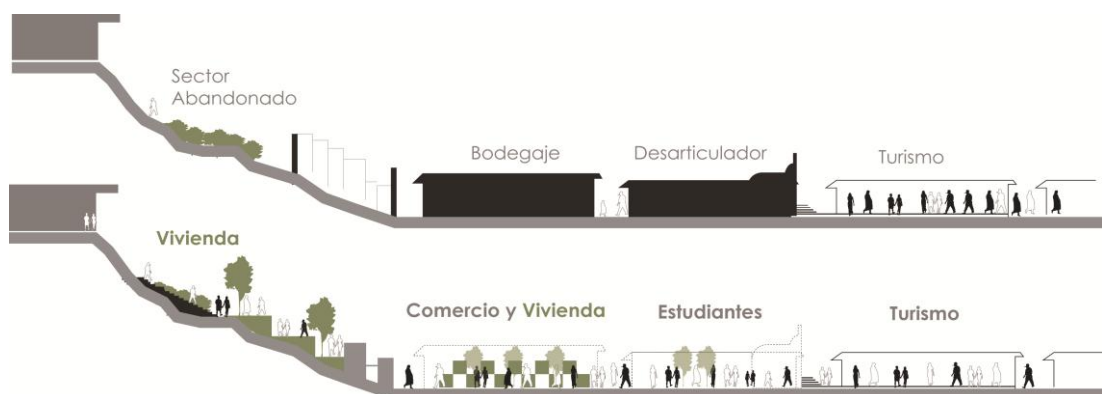 Sector
Abandonado
Bodegaje
Desarticulador
Turismo
Vivienda
Comercio y Vivienda
Estudiantes
Turismo